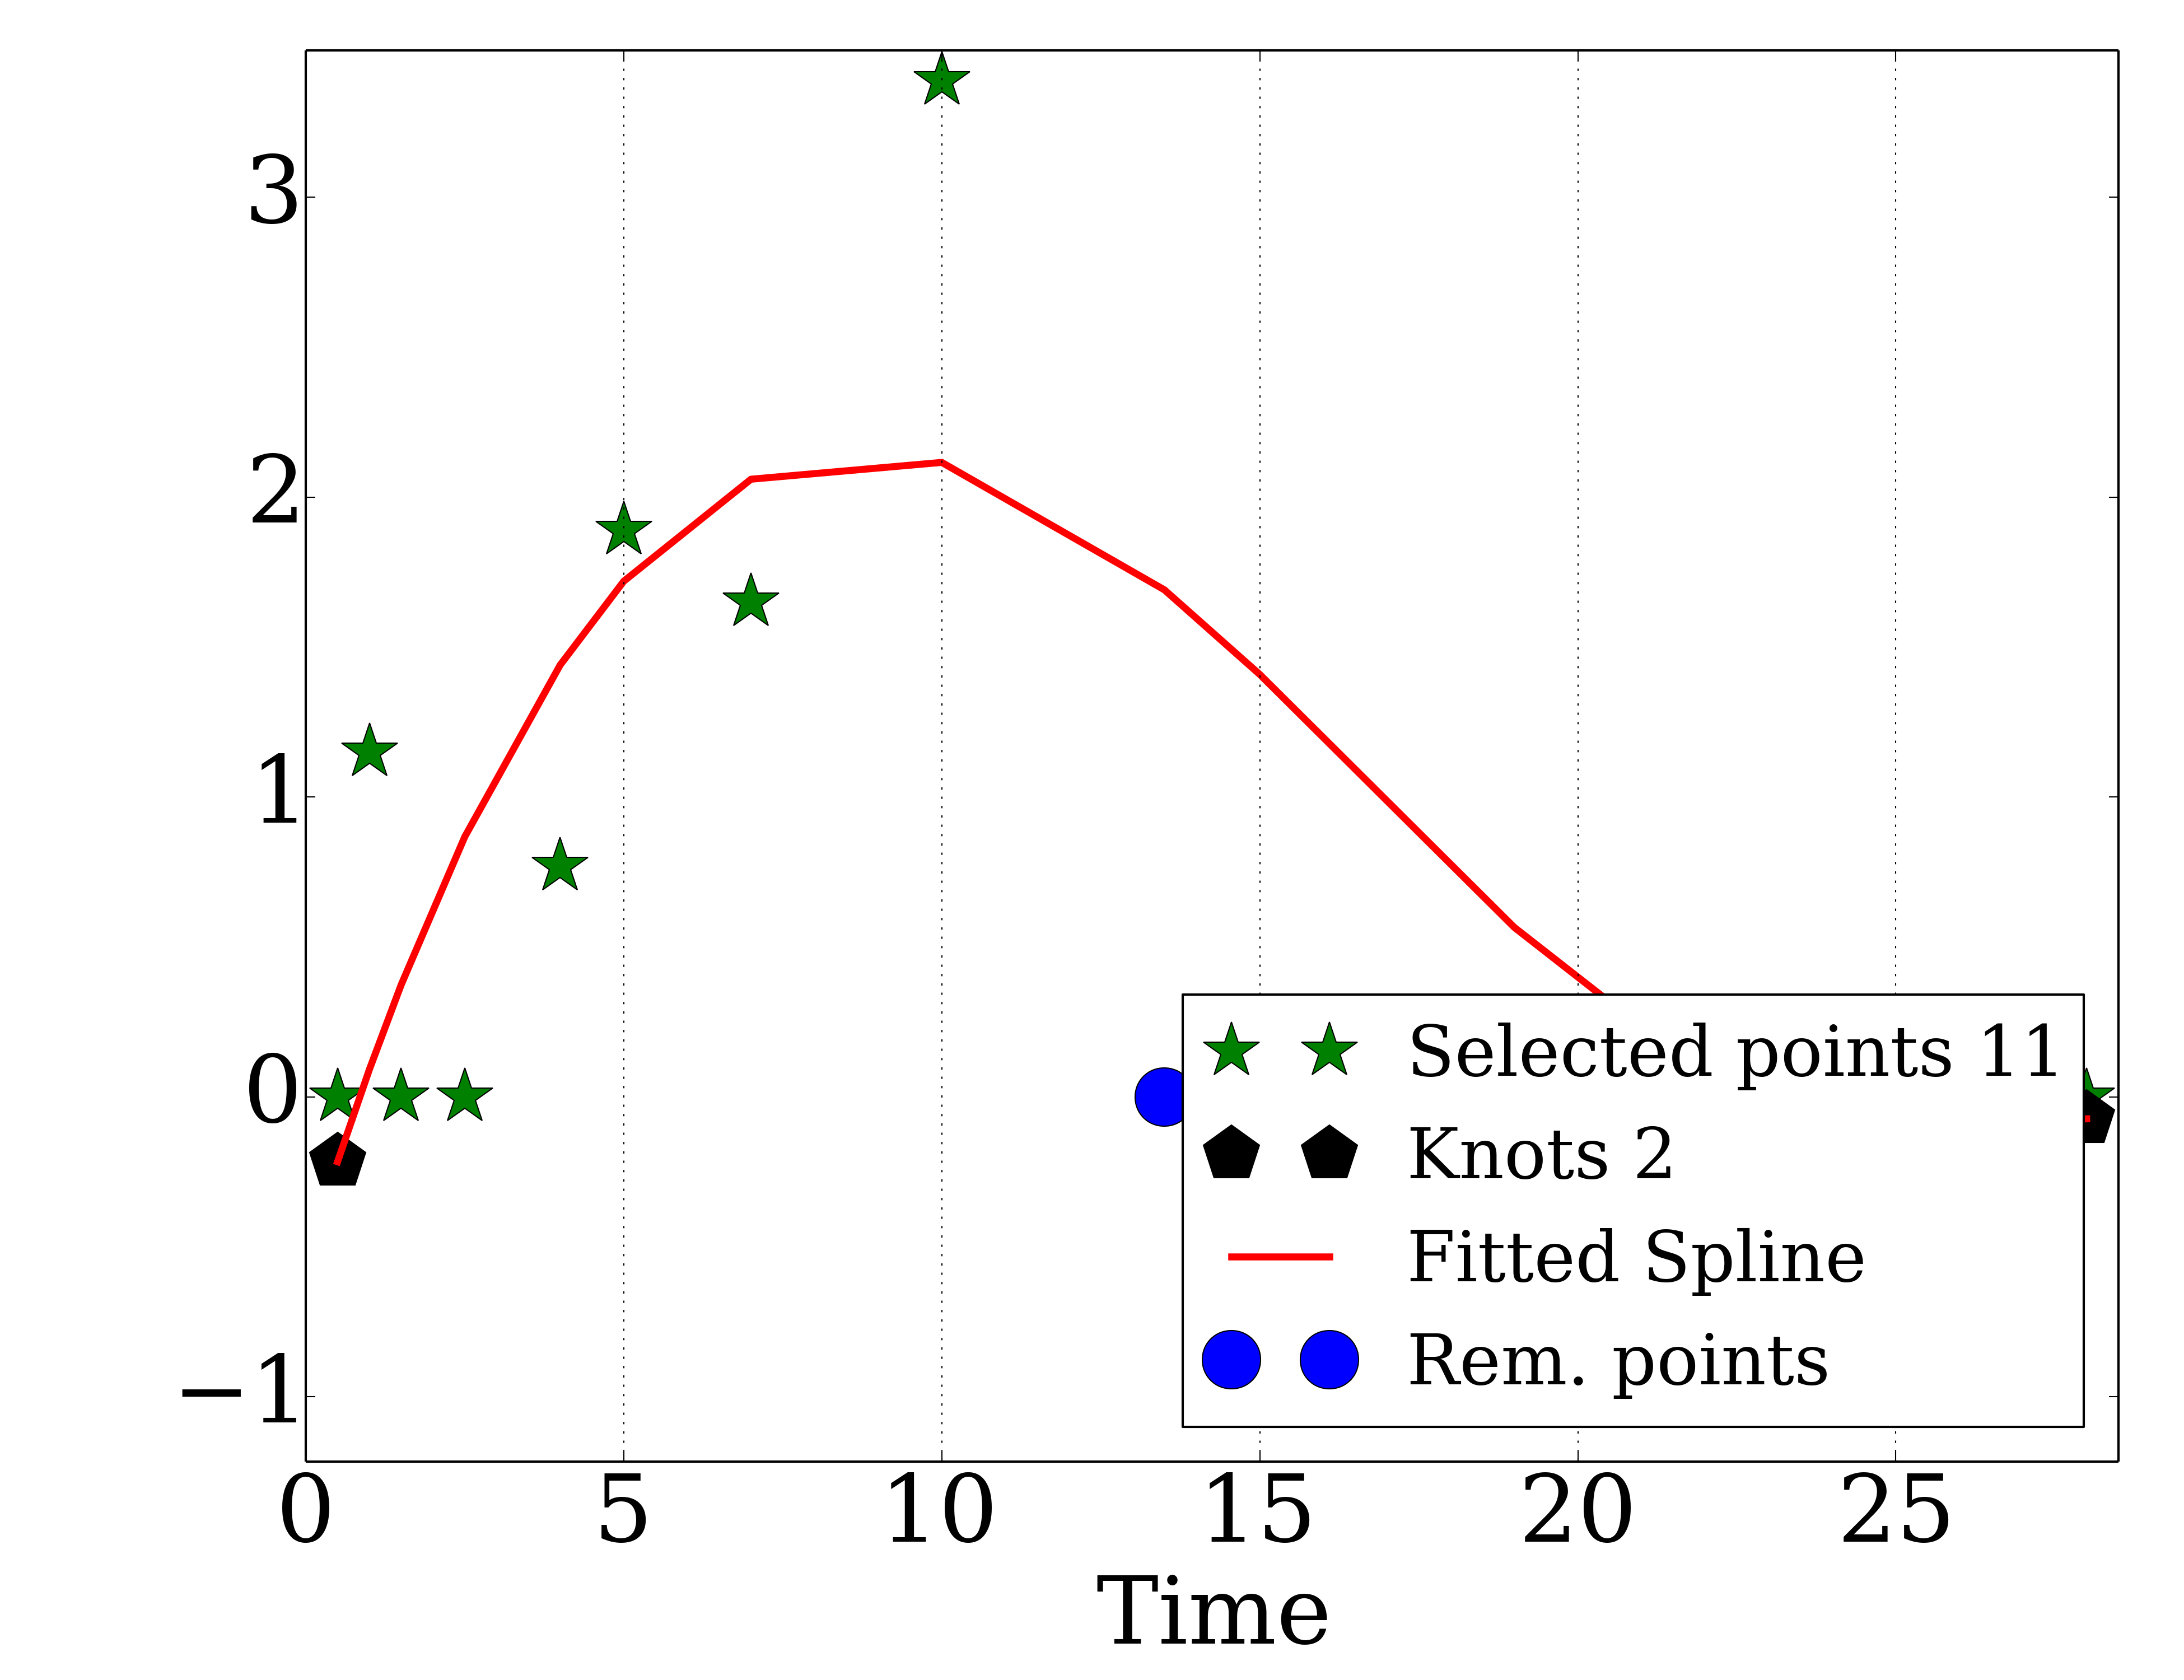 3
2
1
0
−1
Selected points 11
Knots 2
Fitted Spline
Rem. points
0 5 10 15 20 25
Time